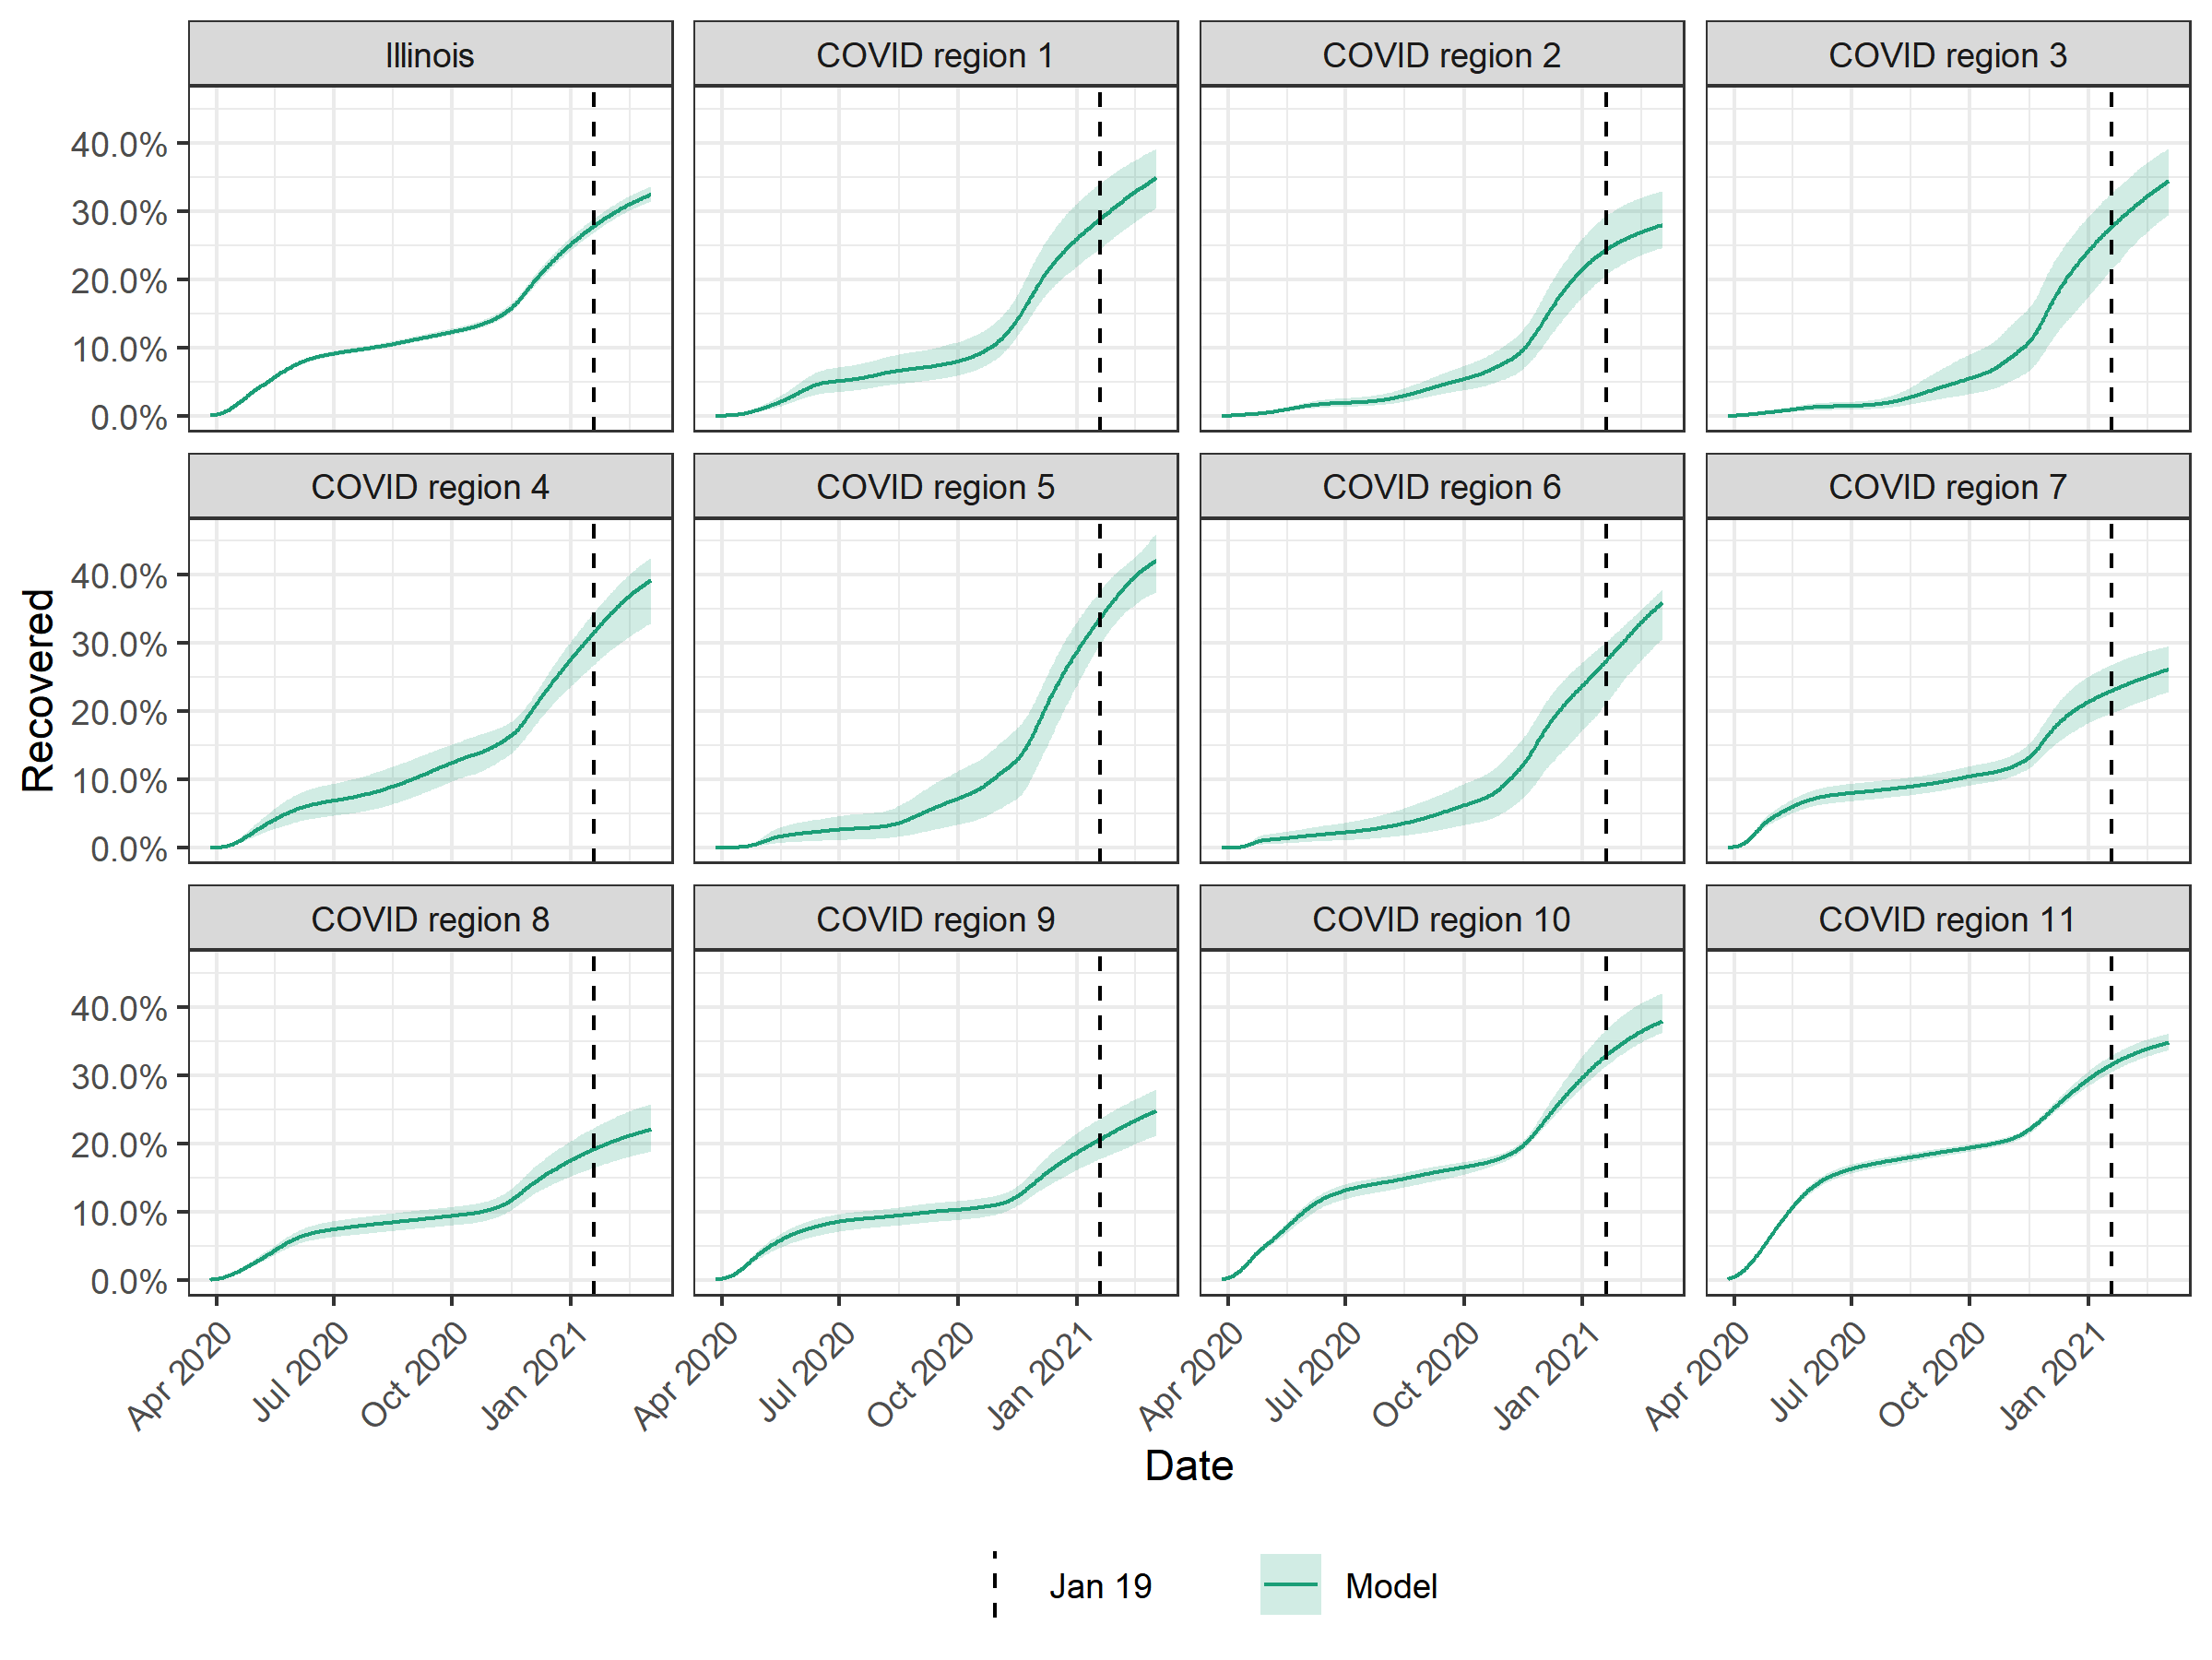 Illinois
COVID region 1
COVID region 2
COVID region 3
40.0%
30.0%
20.0%
10.0%
0.0%
COVID region 4
COVID region 5
COVID region 6
COVID region 7
40.0%
30.0%
20.0%
10.0%
0.0%
Recovered
COVID region 8
COVID region 9
COVID region 10
COVID region 11
40.0%
30.0%
20.0%
10.0%
0.0%
Apr 2020
Jul 2020
Oct 2020
Jan 2021
Apr 2020
Jul 2020
Oct 2020
Jan 2021
Apr 2020
Jul 2020
Oct 2020
Jan 2021
Apr 2020
Jul 2020
Oct 2020
Jan 2021
Date
Jan 19
Model